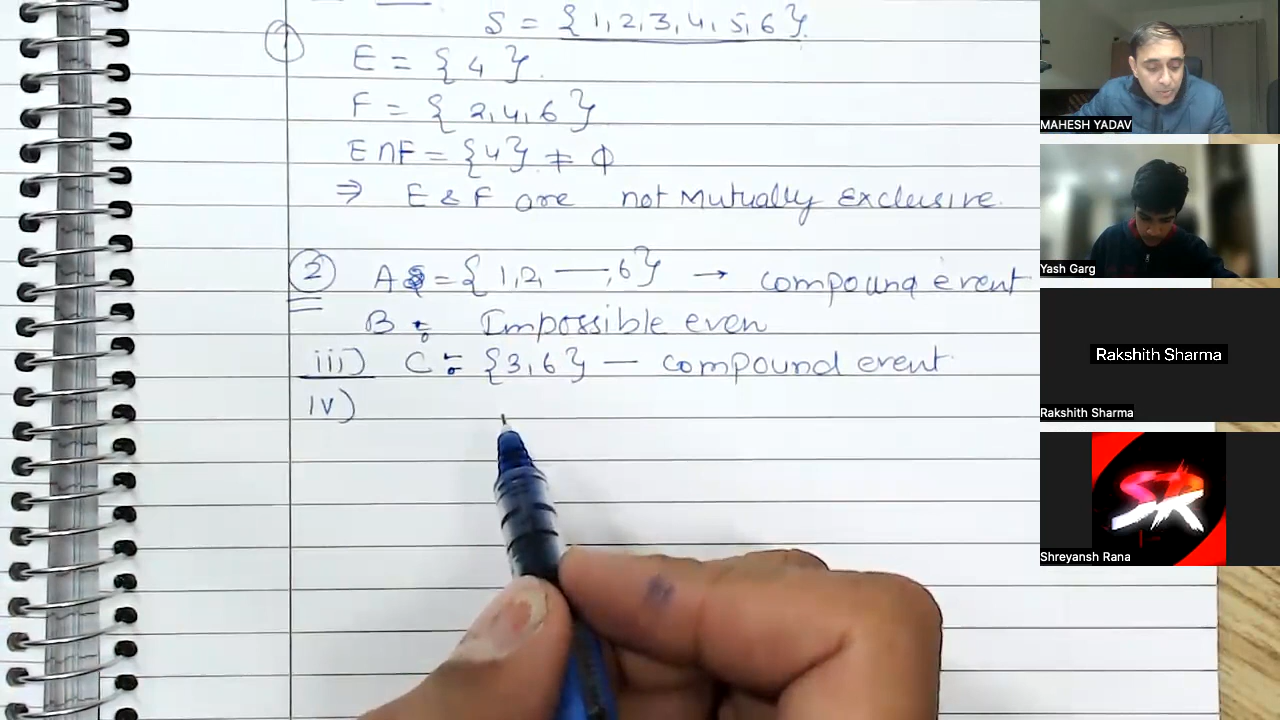 S = {1,2,3,4,5,6}.
1
E = {4}.
F = {2,4,6}
E∩F = {4} ≠ Φ
⇒ E & F are not Mutually Exclusive.
2 A = {1,2, —,6} → compound event
B : Impossible even
iii) C : {3,6} — compound event.
iv)
MAHESH YADAV
Yash Garg
Rakshith Sharma
Rakshith Sharma
SR
Shreyansh Rana